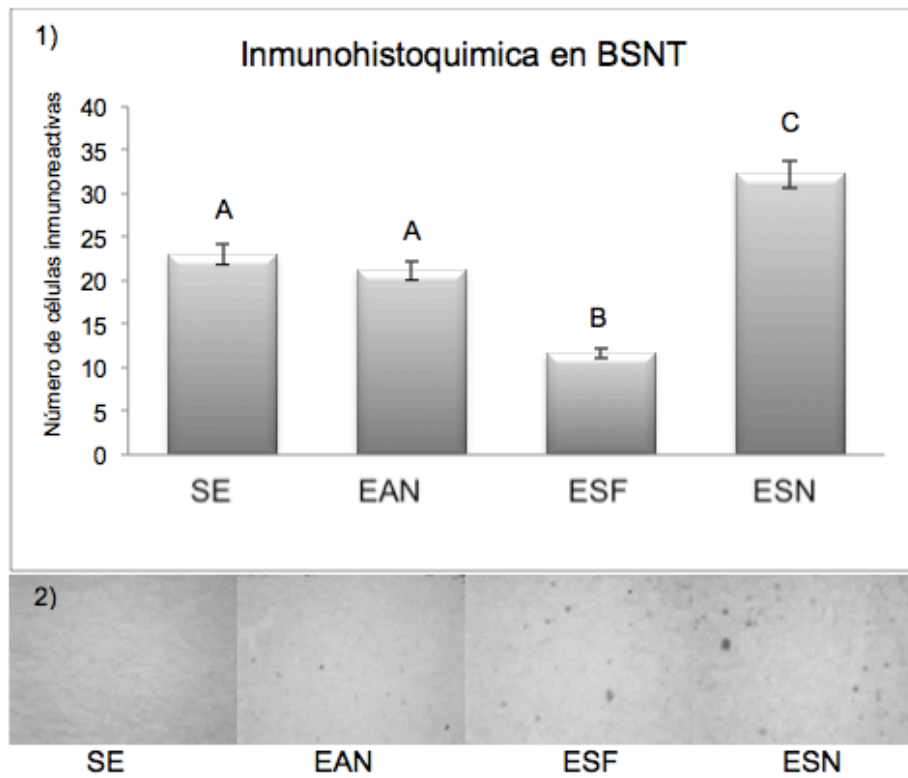 1)
Inmunohistoquimica en BSNT
Número de células inmunoreactivas
40
35
30
25
20
15
10
5
0
A
A
B
C
SE EAN ESF ESN
2)
SE EAN ESF ESN